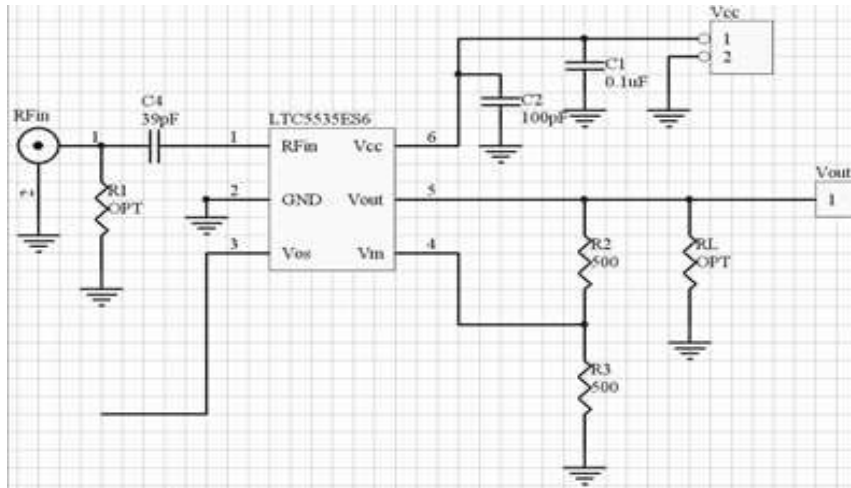 Vcc
1
2
C1
0.1uF
C2
100pF
C4
39pF
RFin
1
2
R1
OPT
LTC5535ES6
1
RFin
Vcc
6
2
GND
Vout
5
3
Vos
Vm
4
Vout
1
R2
500
RL
OPT
R3
500